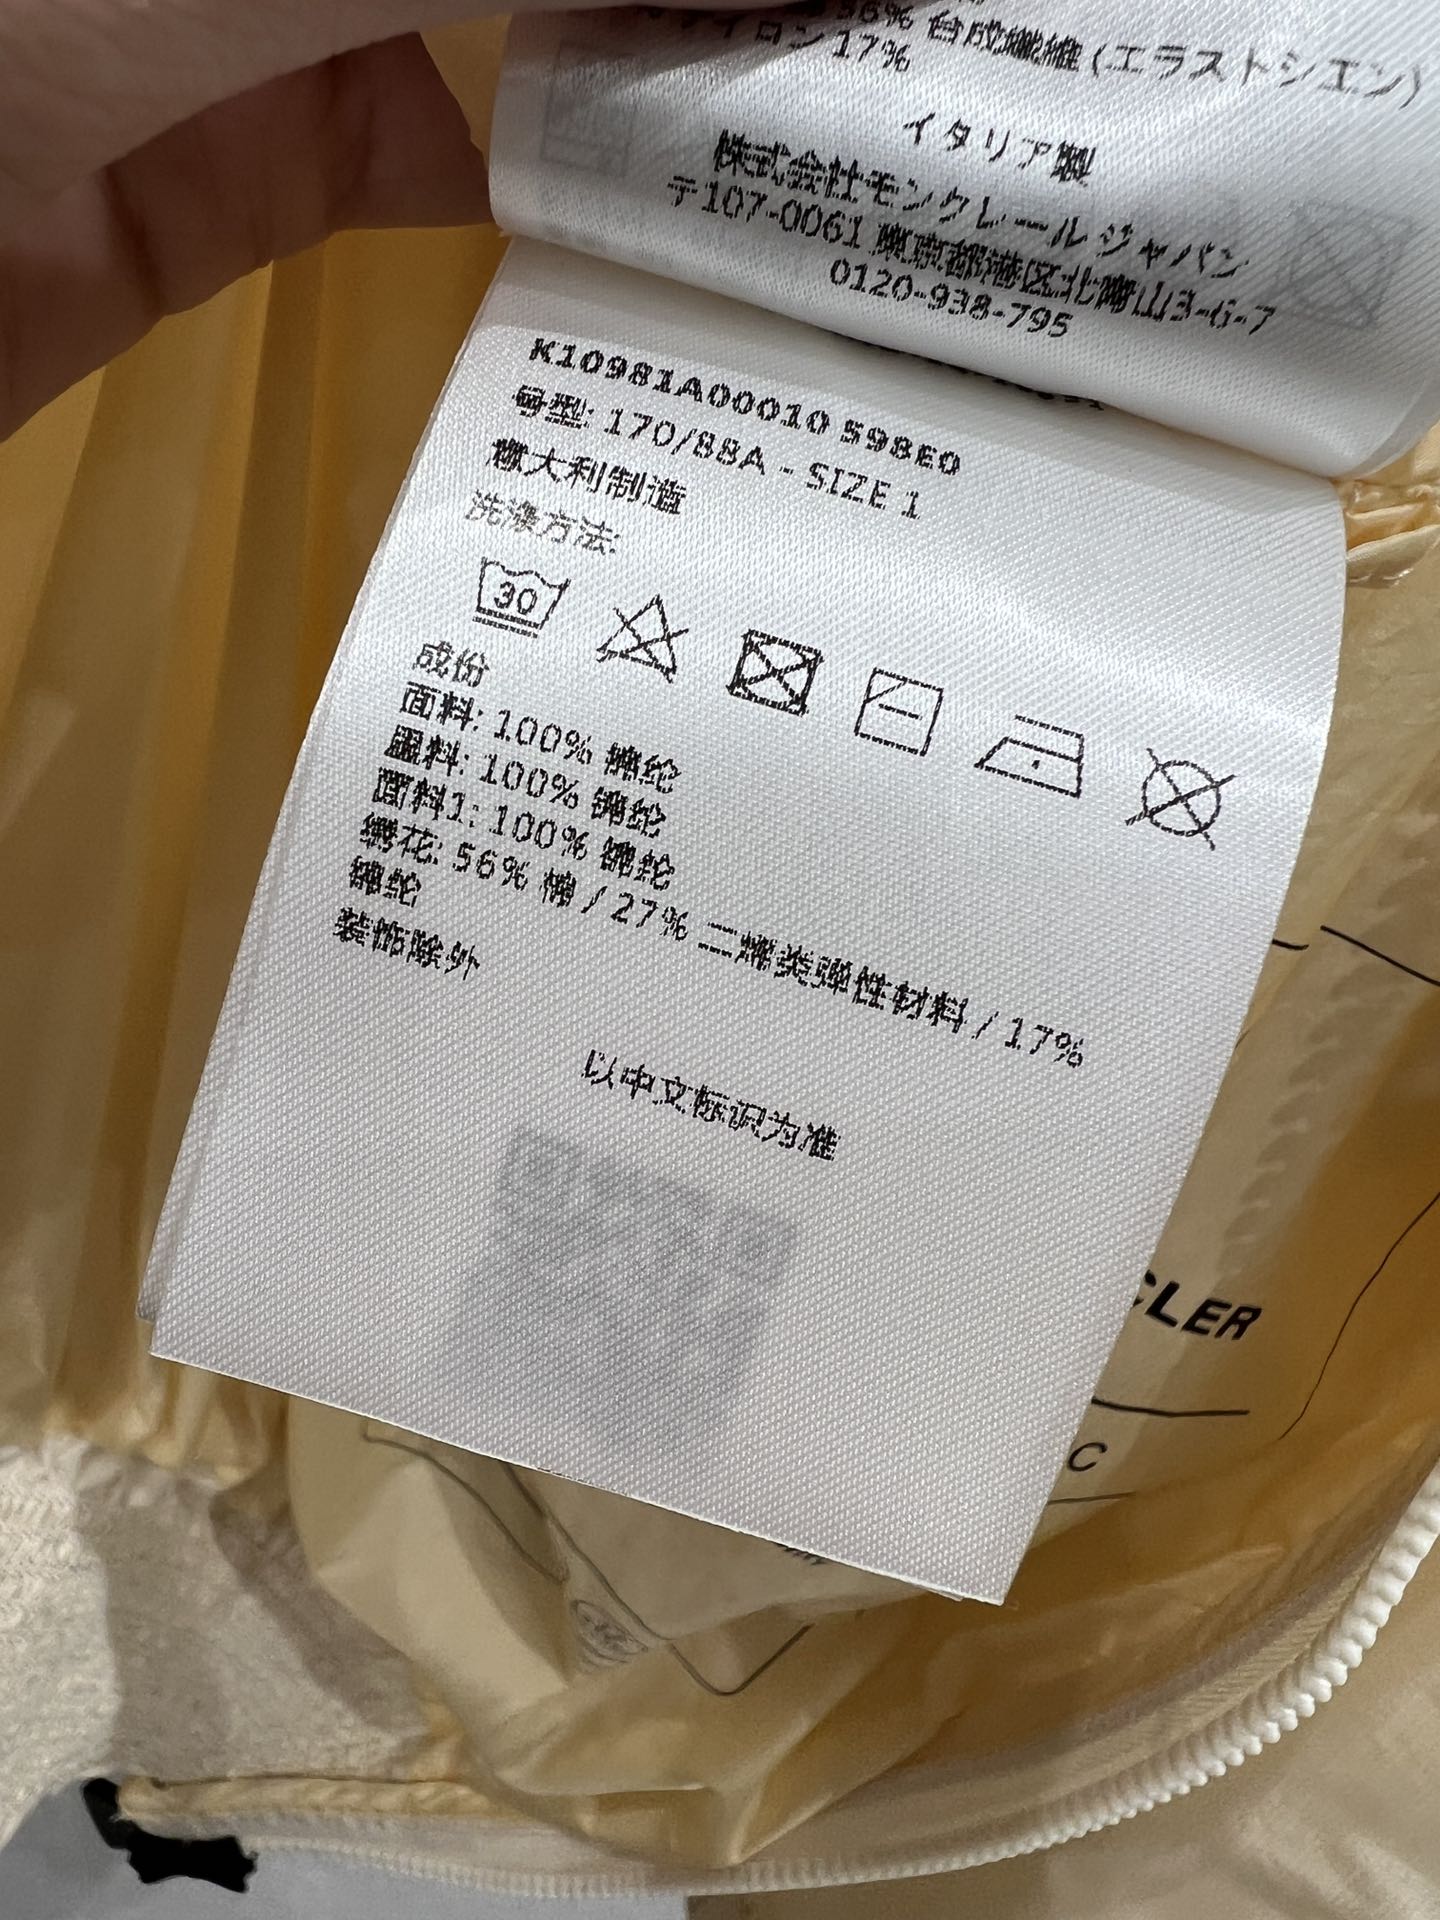 56% 合成繊維 (エラストジエン)
ナイロン 17%
イタリア製
株式会社モンクレールジャパン
〒107-0061 東京都港区北青山3-6-7
0120-938-795
K10981A00010 598E0
号型: 170/88A - SIZE 1
意大利制造
洗涤方法:
30
成份
面料: 100% 锦纶
里料: 100% 锦纶
面料1: 100% 锦纶
绣花: 56% 棉 / 27% 二烯类弹性材料 / 17%
锦纶
装饰除外
以中文标识为准
CLER
C